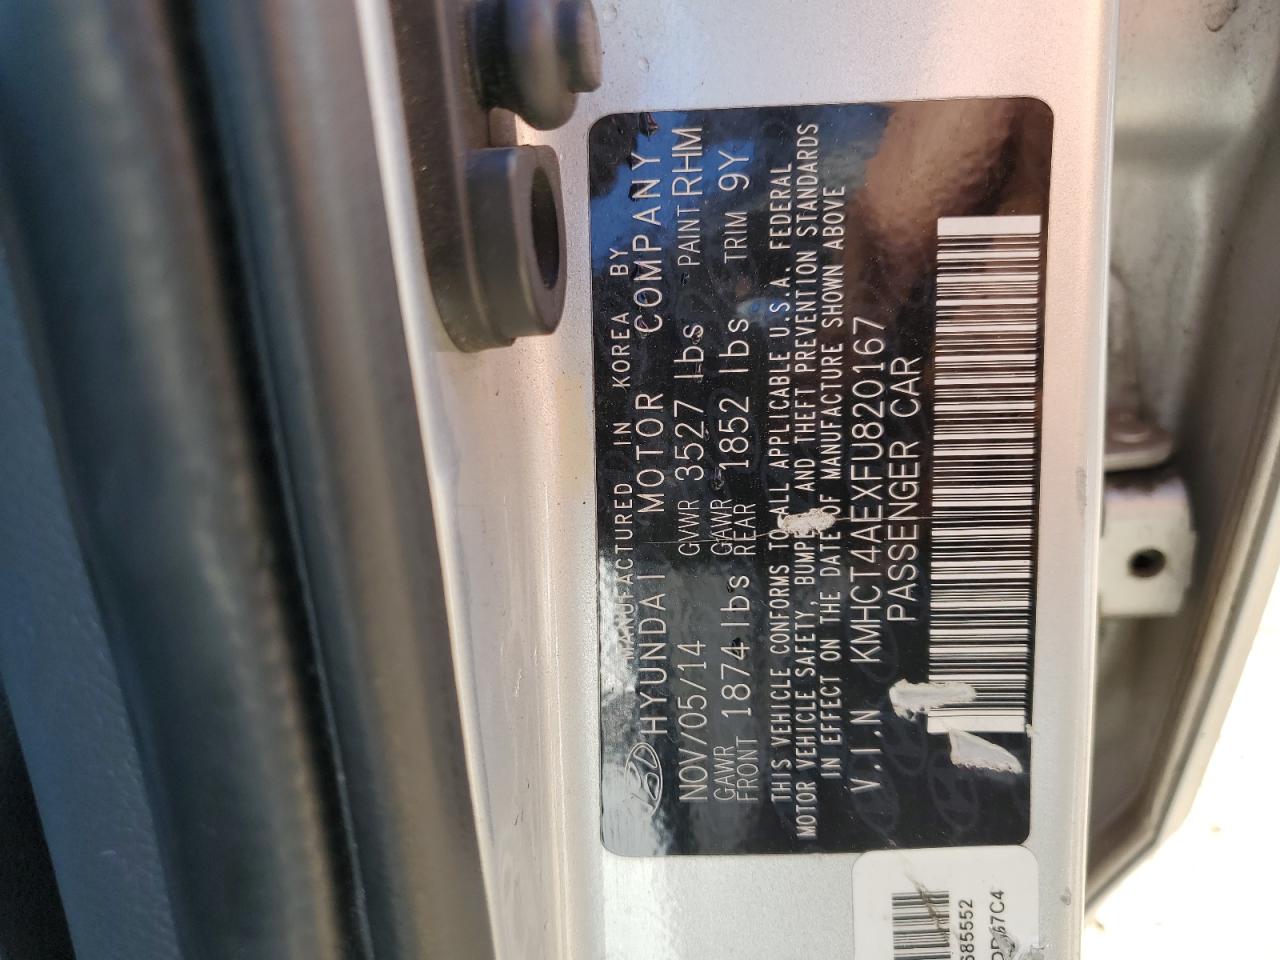 MANUFACTURED IN KOREA BY
HYUNDAI MOTOR COMPANY
NOV/05/14 GVWR 3527 lbs PAINT RHM
GAWR FRONT 1874 lbs GAWR REAR 1852 lbs TRIM 9Y
THIS VEHICLE CONFORMS TO ALL APPLICABLE U.S.A. FEDERAL
MOTOR VEHICLE SAFETY, BUMPER AND THEFT PREVENTION STANDARDS
IN EFFECT ON THE DATE OF MANUFACTURE SHOWN ABOVE
V.I.N KMHCT4AEXFU820167
PASSENGER CAR
685552